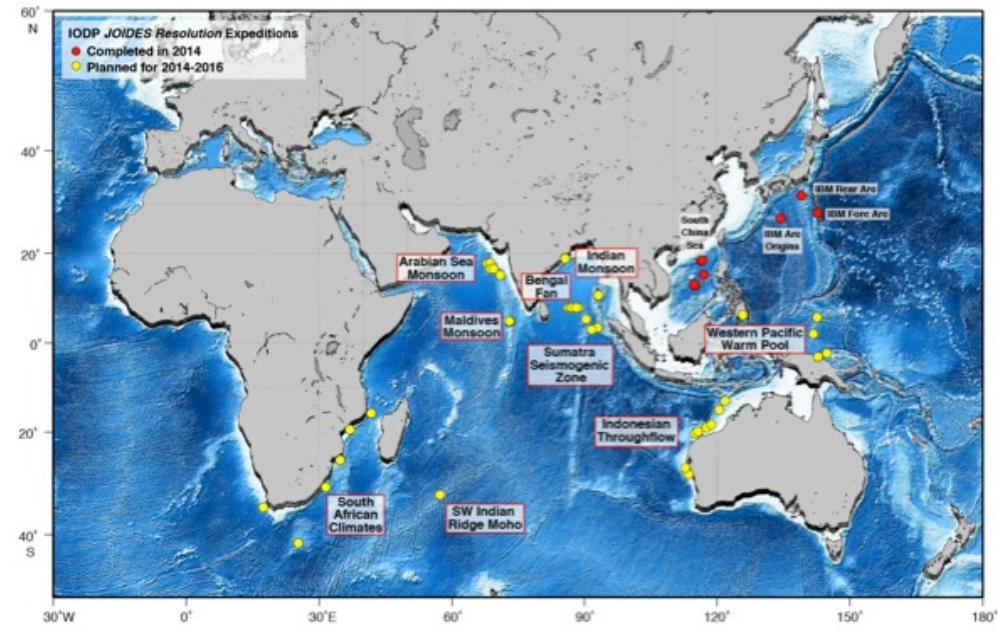 60°
N
IODP JOIDES Resolution Expeditions
Completed in 2014
Planned for 2014-2016
40°
20°
0°
20°
40°
S
IBM Rear Arc
IBM Fore Arc
IBM Arc
Origins
South
China
Sea
Arabian Sea
Monsoon
Indian
Monsoon
Bengal
Fan
Maldives
Monsoon
Western Pacific
Warm Pool
Sumatra
Seismogenic
Zone
Indonesian
Throughflow
South
African
Climates
SW Indian
Ridge Moho
30°W
0°
30°E
60°
90°
120°
150°
180°